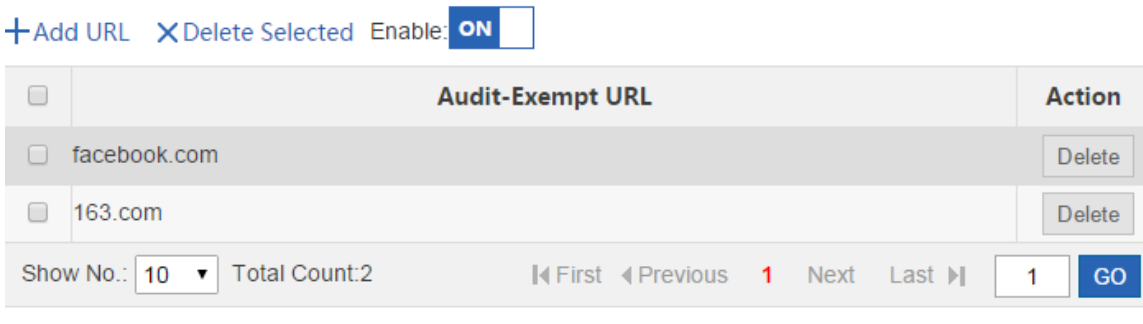 Add URL Delete Selected Enable: ON
Audit-Exempt URL Action
facebook.com Delete
163.com Delete
Show No.: 10 Total Count:2 First Previous 1 Next Last 1 GO